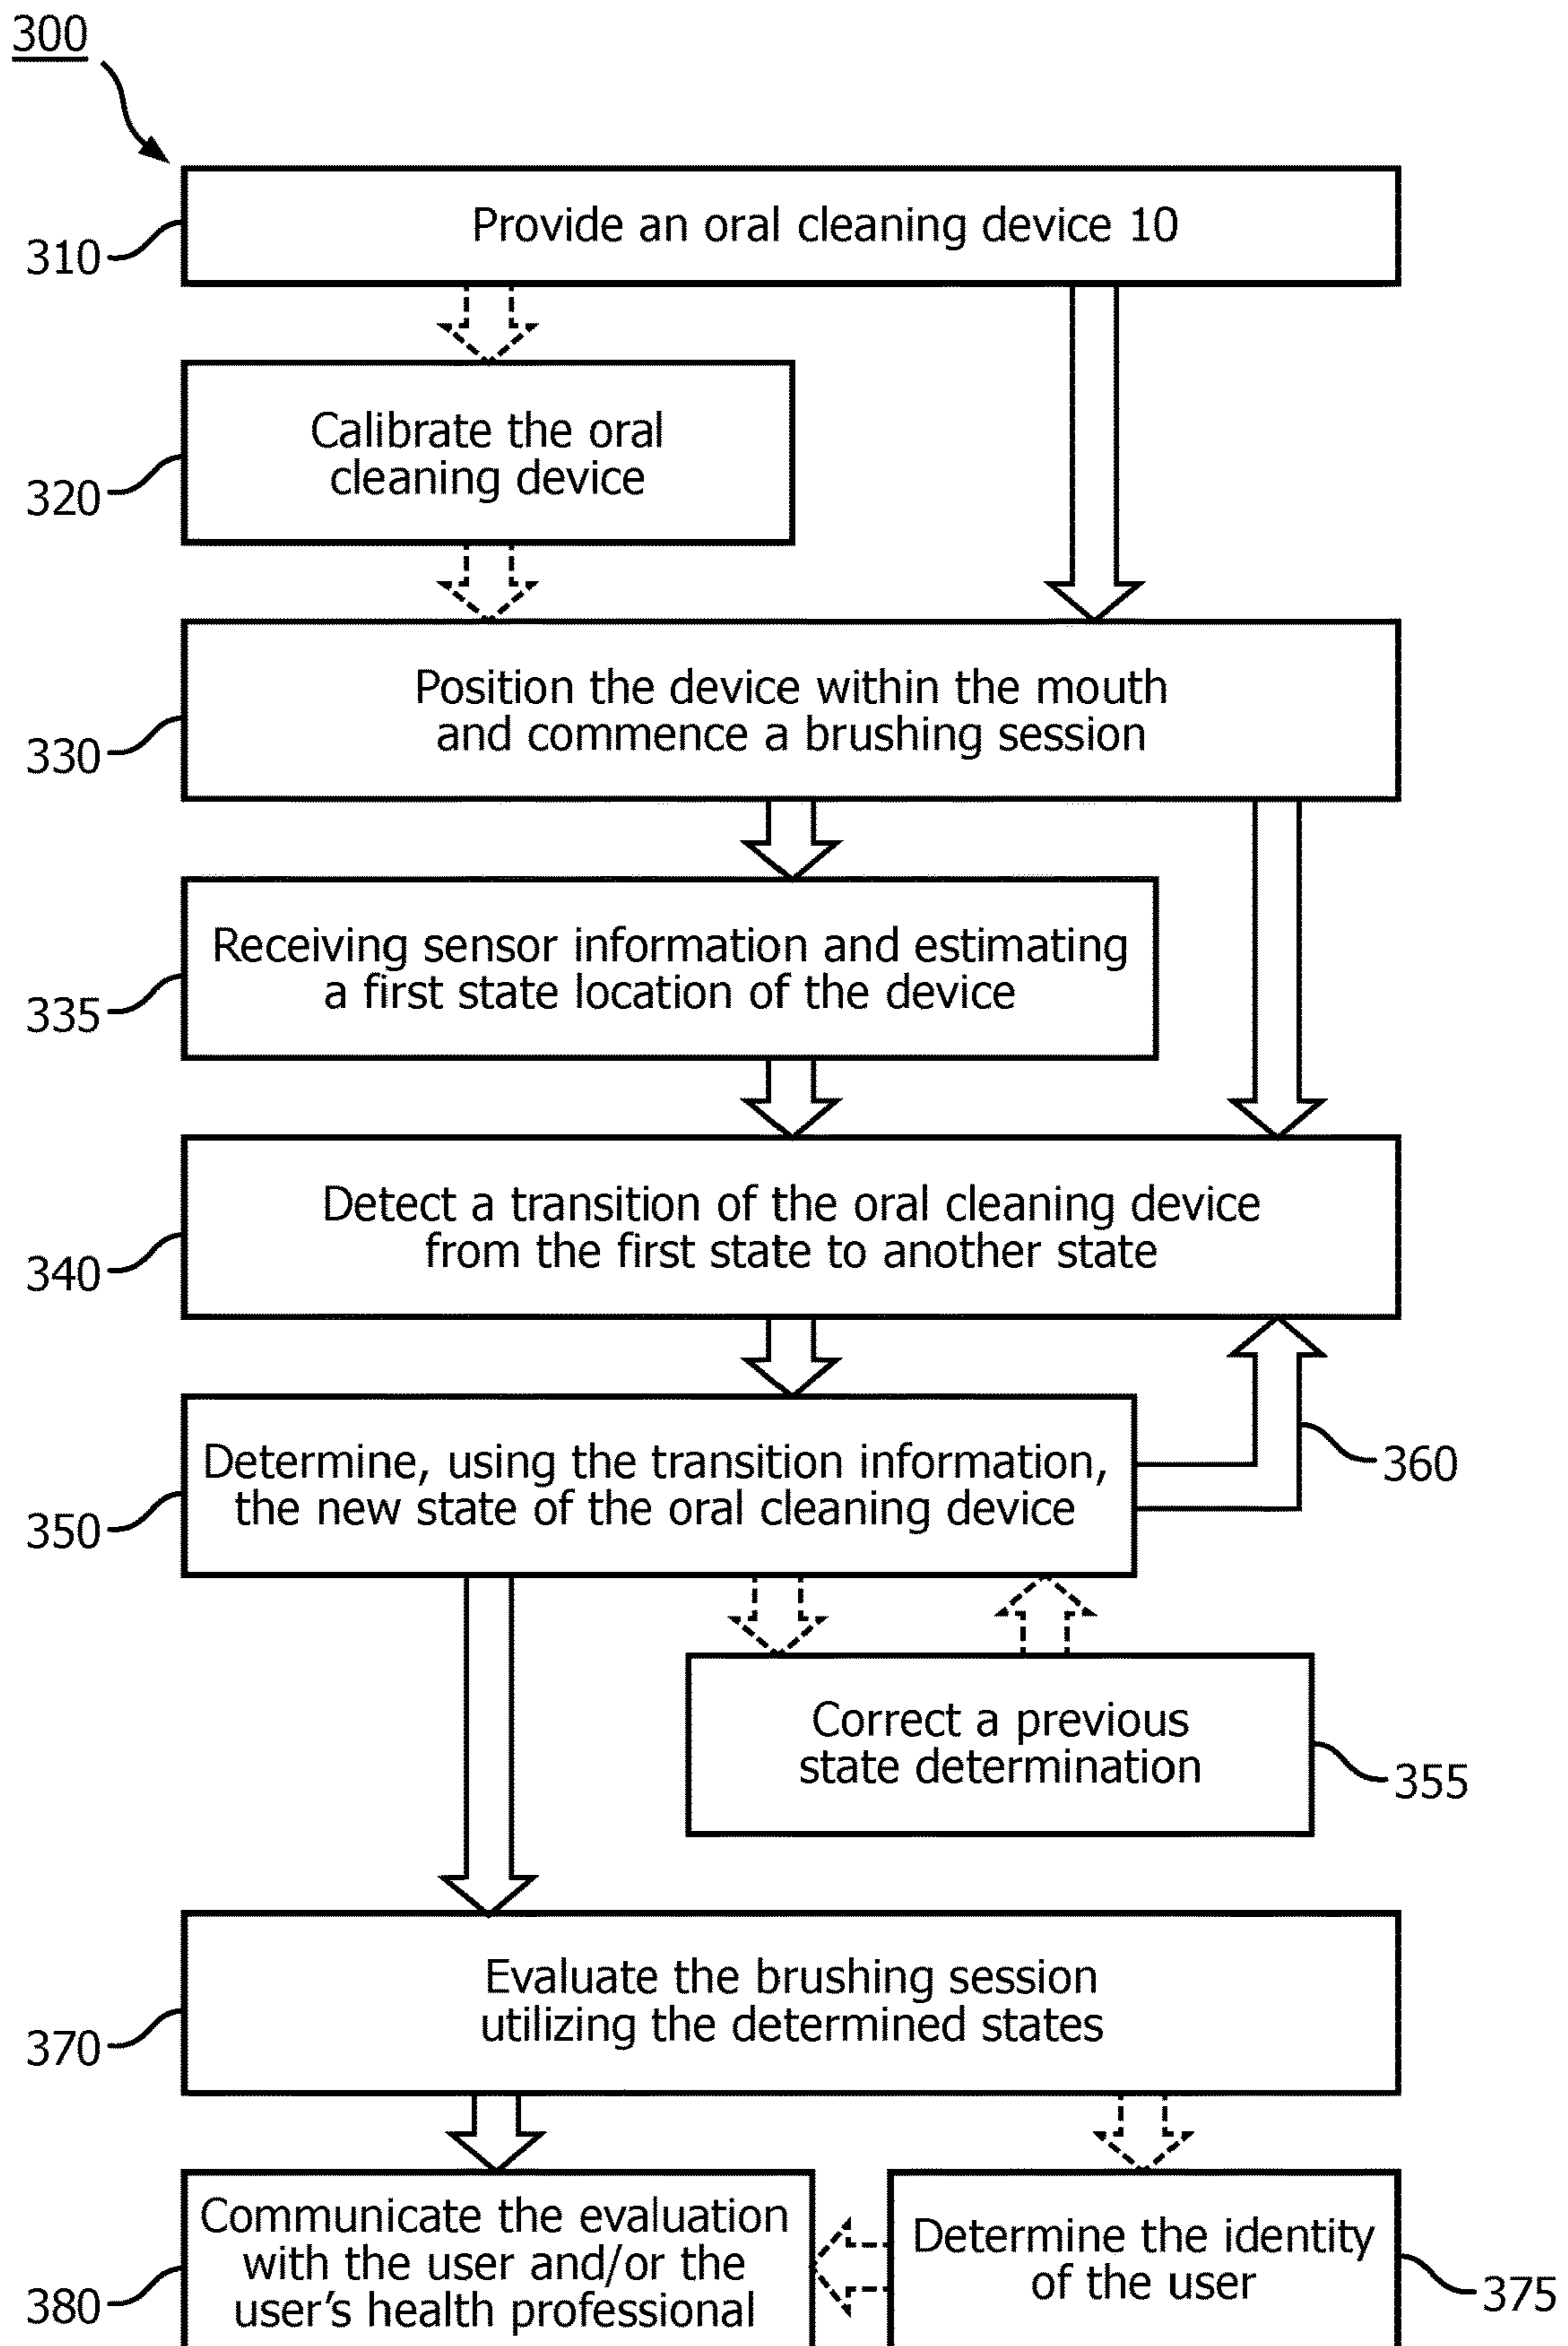 300
Provide an oral cleaning device 10
310
Calibrate the oral
cleaning device
320
Position the device within the mouth
and commence a brushing session
330
Receiving sensor information and estimating
a first state location of the device
335
Detect a transition of the oral cleaning device
from the first state to another state
340
Determine, using the transition information,
the new state of the oral cleaning device
350
360
Correct a previous
state determination
355
Evaluate the brushing session
utilizing the determined states
370
Communicate the evaluation
with the user and/or the
user's health professional
380
Determine the identity
of the user
375